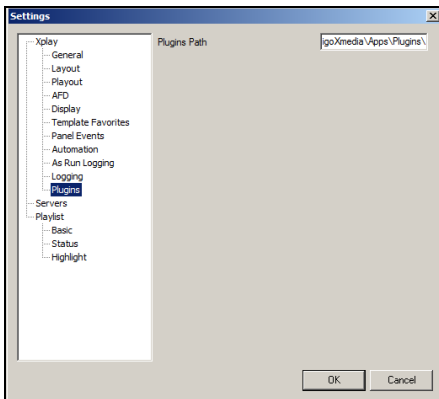 Settings
Xplay
General
Layout
Playout
AFD
Display
Template Favorites
Panel Events
Automation
As Run Logging
Logging
Plugins
Servers
Playlist
Basic
Status
Highlight
Plugins Path
igoXmedia\Apps\Plugins\
OK
Cancel